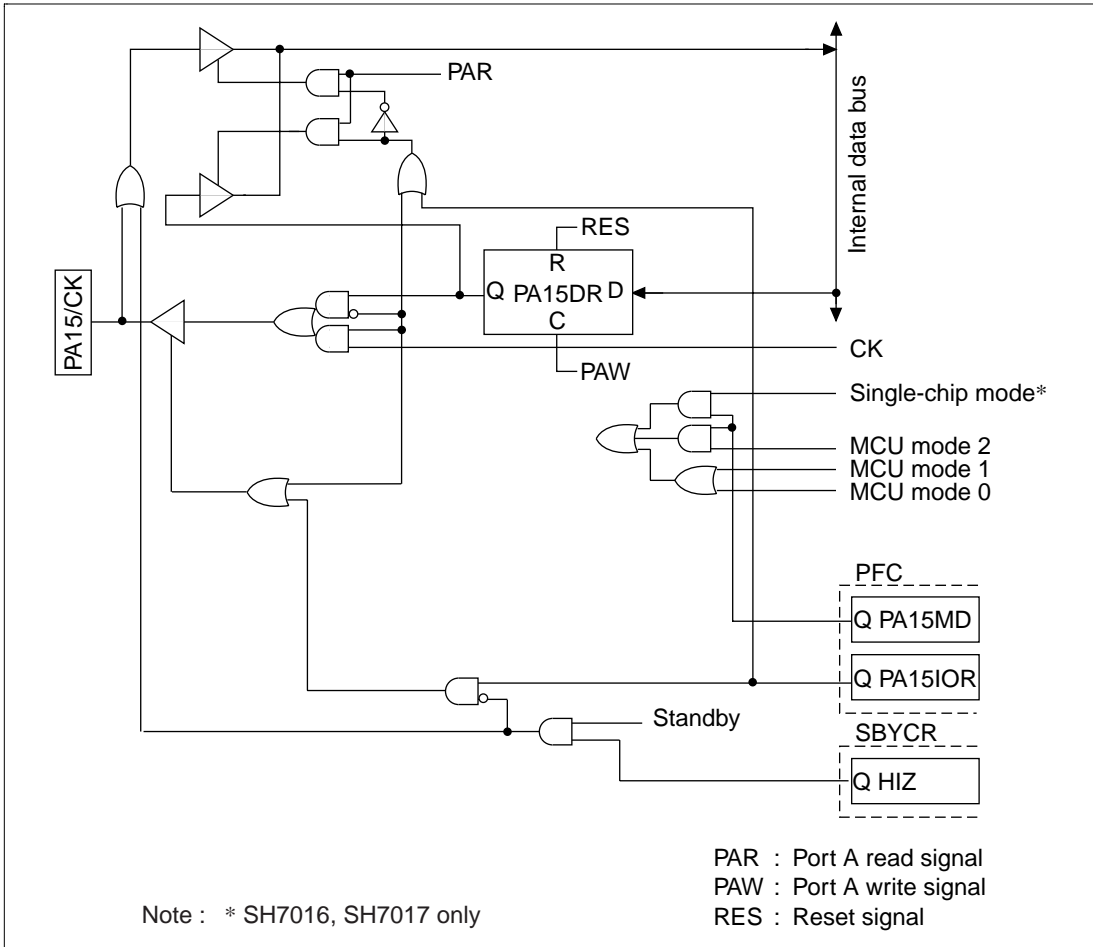 PAR
Internal data bus
RES
R
Q PA15DR D
C
PAW
PA15/CK
CK
Single-chip mode*
MCU mode 2
MCU mode 1
MCU mode 0
PFC
Q PA15MD
Q PA15IOR
Standby
SBYCR
Q HIZ
PAR : Port A read signal
PAW : Port A write signal
RES : Reset signal
Note : * SH7016, SH7017 only